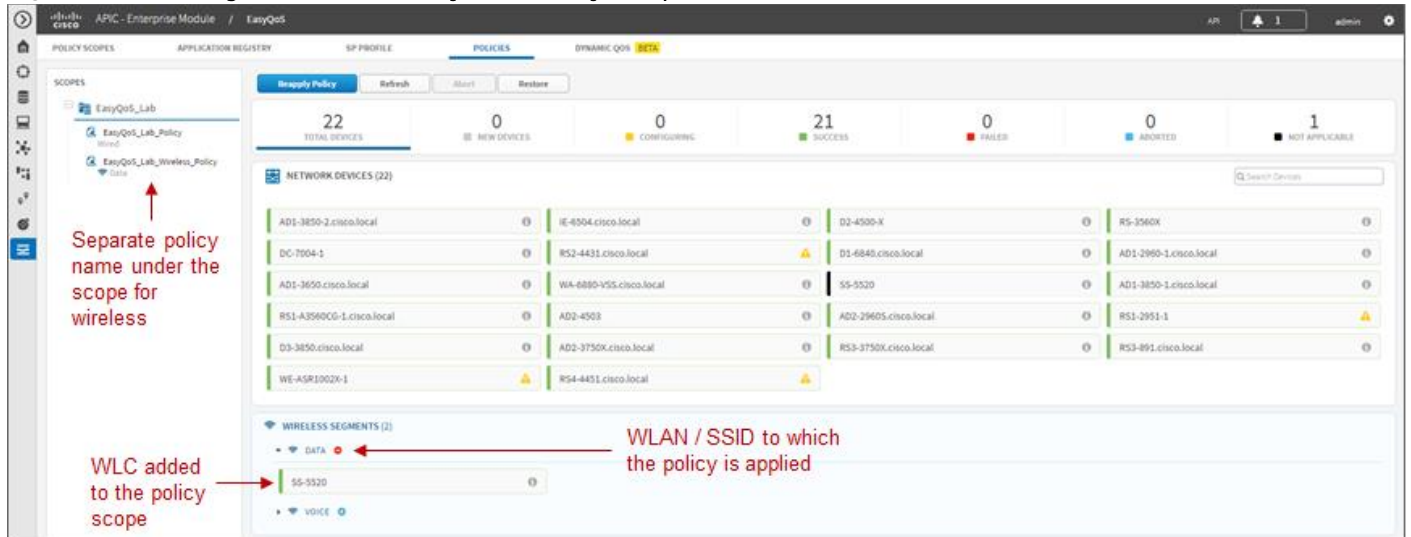 cisco APIC - Enterprise Module / EasyQoS API 1 admin
POLICY SCOPES APPLICATION REGISTRY SP PROFILE POLICIES DYNAMIC QOS BETA
SCOPES
EasyQoS_Lab
EasyQoS_Lab_Policy
Wired
EasyQoS_Lab_Wireless_Policy
Data
Separate policy
name under the
scope for
wireless
WLC added
to the policy
scope
Reapply Policy Refresh Abort Restore
22 0 0 21 0 0 1
TOTAL DEVICES NEW DEVICES CONFIGURING SUCCESS FAILED ABORTED NOT APPLICABLE
NETWORK DEVICES (22) Search Devices
AD1-3850-2.cisco.local IE-6504.cisco.local D2-4500-X RS-3560X
DC-7004-1 RS2-4431.cisco.local D1-6840.cisco.local AD1-2960-1.cisco.local
AD1-3650.cisco.local WA-6880-VSS.cisco.local SS-5520 AD1-3850-1.cisco.local
RS1-A3560CG-1.cisco.local AD2-4503 AD2-2960S.cisco.local RS1-2951-1
D3-3850.cisco.local AD2-3750X.cisco.local RS3-3750X.cisco.local RS3-891.cisco.local
WE-ASR1002X-1 RS4-4451.cisco.local
WIRELESS SEGMENTS (2)
DATA
WLAN / SSID to which
the policy is applied
SS-5520
VOICE